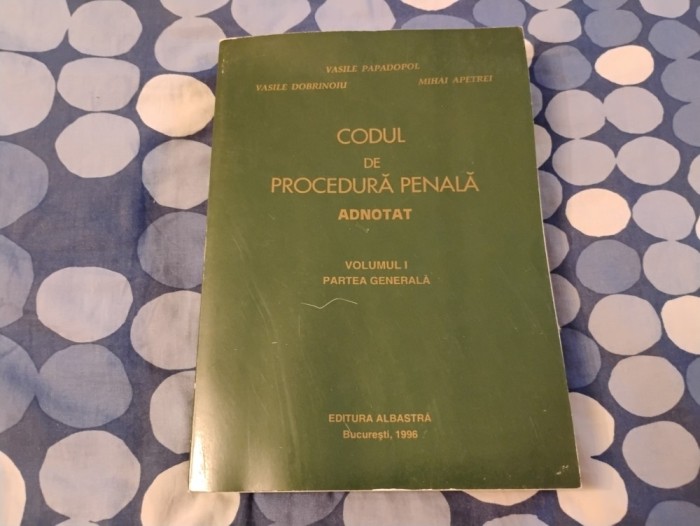 VASILE PAPADOPOL
VASILE DOBRINOIU MIHAI APETREI
CODUL
DE
PROCEDURĂ PENALĂ
ADNOTAT
VOLUMUL I
PARTEA GENERALĂ
EDITURA ALBASTRĂ
Bucureşti, 1996